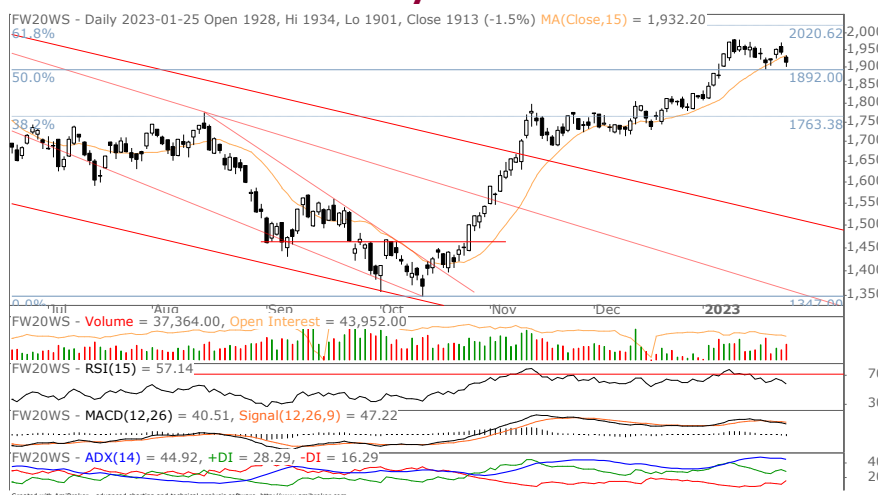 FW20WS - Daily 2023-01-25 Open 1928, Hi 1934, Lo 1901, Close 1913 (-1.5%) MA(Close,15) = 1,932.20
61.8%
2020.62
2,000
1,950
50.0%
1892.00
1,900
1,850
1,800
38.2%
1763.38
1,750
1,700
1,650
1,600
1,550
1,500
1,450
1,400
1,350
0.0%
Jul
Aug
Sep
Oct
Nov
Dec
2023
FW20WS - Volume = 37,364.00, Open Interest = 43,952.00
FW20WS - RSI(15) = 57.14
70
30
FW20WS - MACD(12,26) = 40.51, Signal(12,26,9) = 47.22
FW20WS - ADX(14) = 44.92, +DI = 28.29, -DI = 16.29
40
20